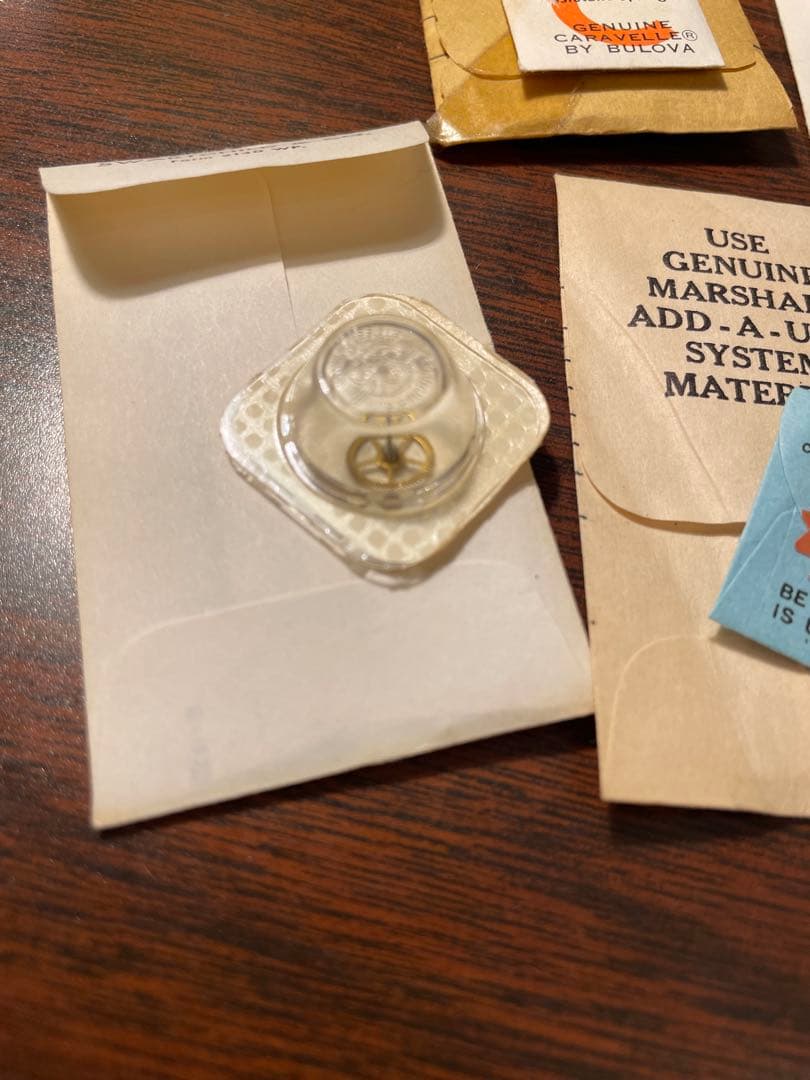 GENUINE
CARAVELLE®
BY BULOVA
USE
GENUINE
MARSHA
ADD-A-U
SYSTEM
MATER
BE
IS